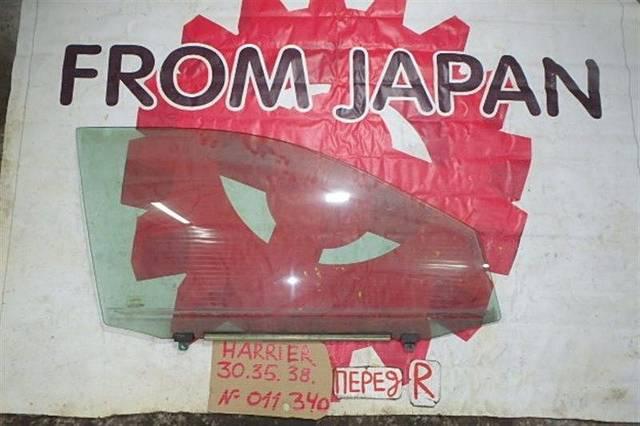 FROM JAPAN
HARRIER
30.35.38.
№ 011 340
ПЕРЕД R